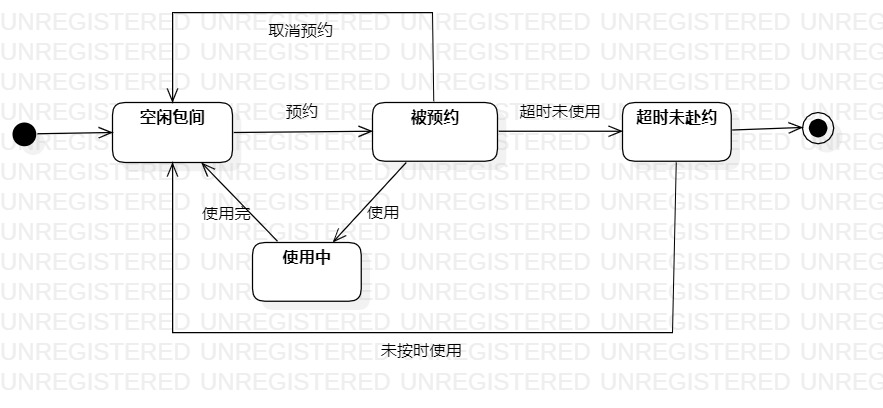 UNREGISTERED UNREGISTERED UNREGISTERED UNREGISTERED UNREGISTERED
取消预约
空闲包间
预约
被预约
超时未使用
超时未赴约
使用完
使用
使用中
未按时使用